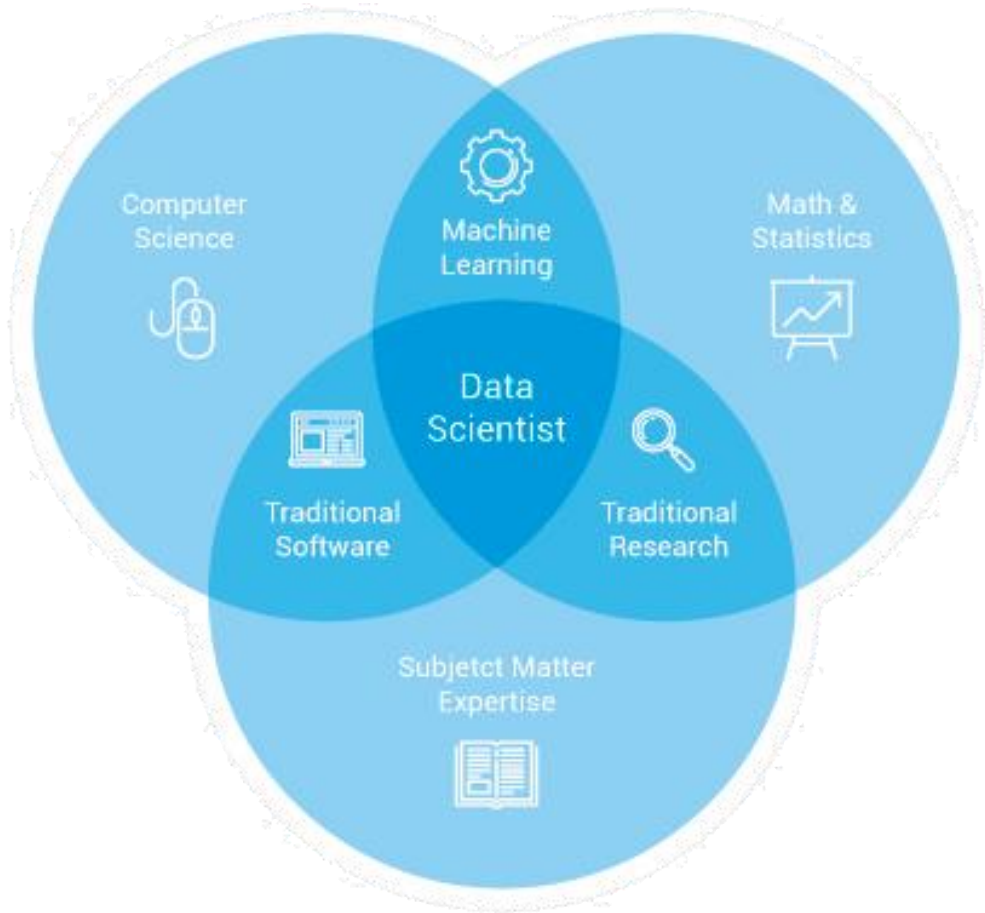 Computer
Science
Math &
Statistics
Machine
Learning
Data
Scientist
Traditional
Software
Traditional
Research
Subjetct Matter
Expertise